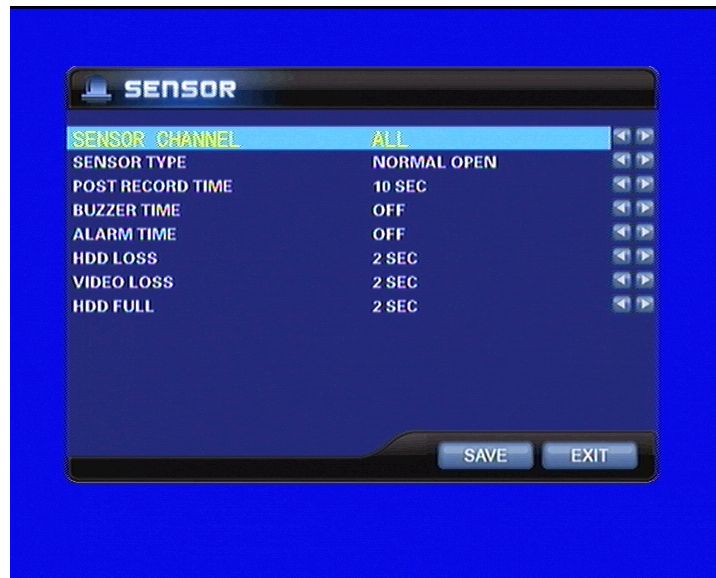 SENSOR
SENSOR CHANNEL ALL
SENSOR TYPE NORMAL OPEN
POST RECORD TIME 10 SEC
BUZZER TIME OFF
ALARM TIME OFF
HDD LOSS 2 SEC
VIDEO LOSS 2 SEC
HDD FULL 2 SEC
SAVE EXIT